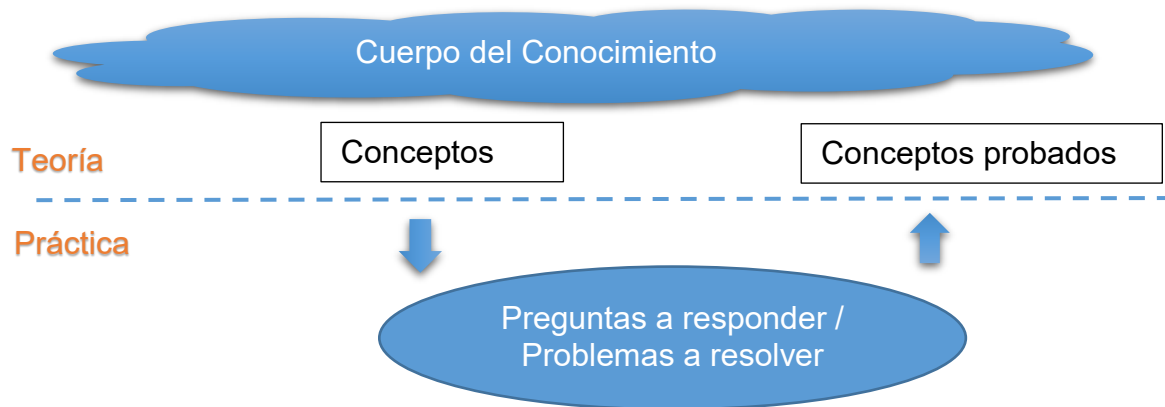 Cuerpo del Conocimiento
Teoría
Conceptos
Conceptos probados
Práctica
Preguntas a responder /
Problemas a resolver